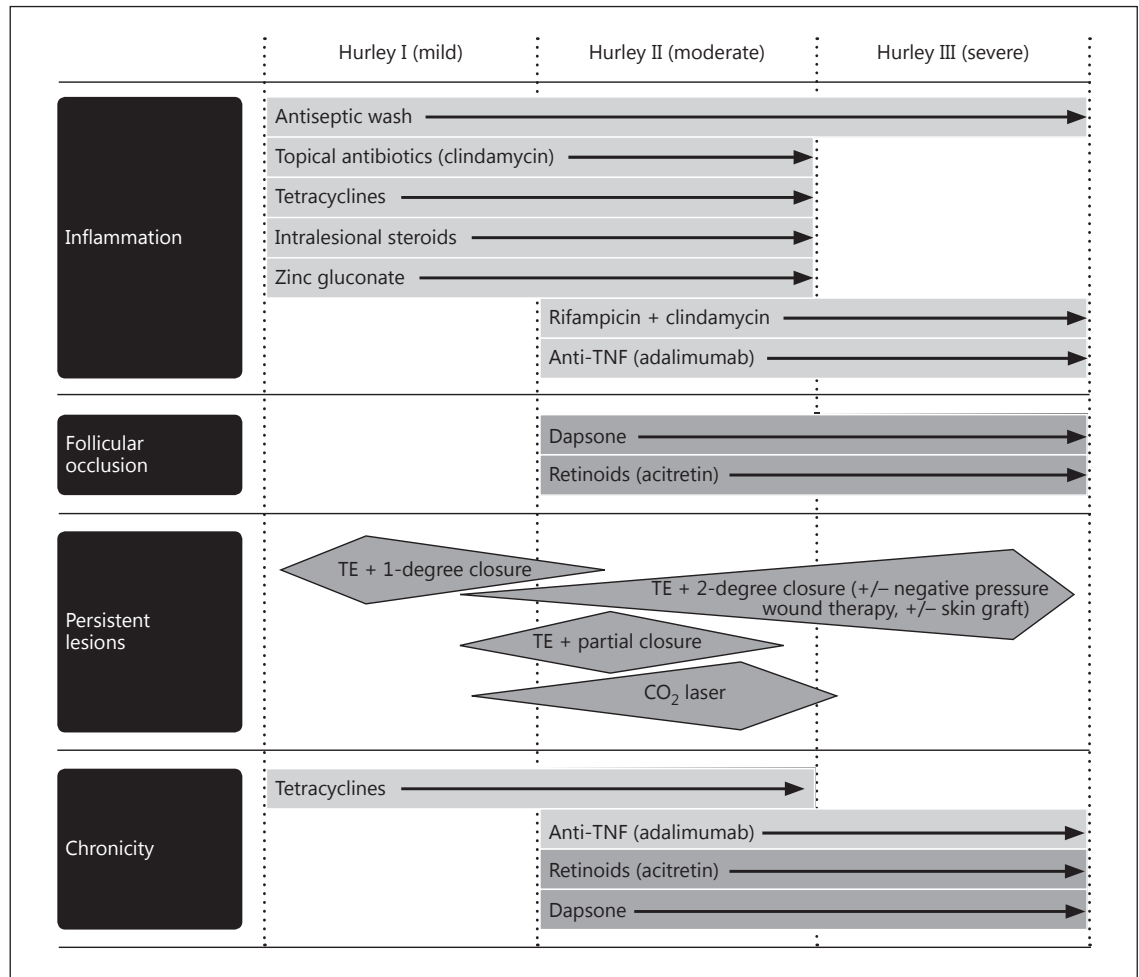 Hurley I (mild)
Hurley II (moderate)
Hurley III (severe)
Inflammation
Antiseptic wash
Topical antibiotics (clindamycin)
Tetracyclines
Intralesional steroids
Zinc gluconate
Rifampicin + clindamycin
Anti-TNF (adalimumab)
Follicular
occlusion
Dapsone
Retinoids (acitretin)
Persistent
lesions
TE + 1-degree closure
TE + 2-degree closure (+/– negative pressure
wound therapy, +/– skin graft)
TE + partial closure
CO₂ laser
Chronicity
Tetracyclines
Anti-TNF (adalimumab)
Retinoids (acitretin)
Dapsone